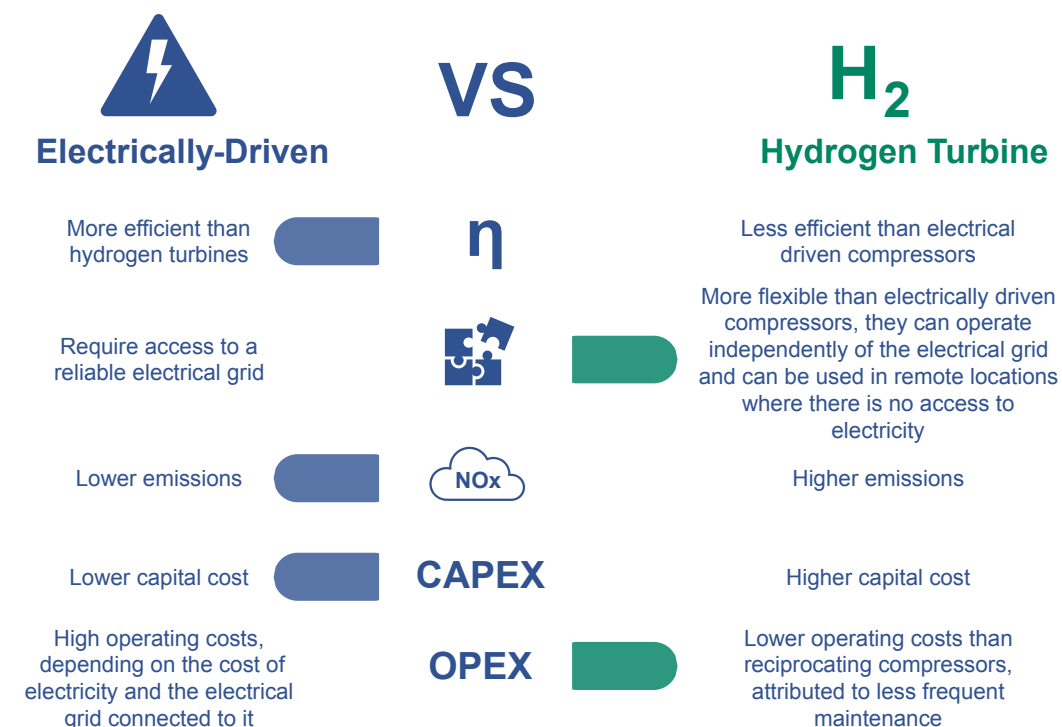 VS
H2
Electrically-Driven
Hydrogen Turbine
More efficient than
hydrogen turbines
η
Less efficient than electrical
driven compressors
Require access to a
reliable electrical grid
More flexible than electrically driven
compressors, they can operate
independently of the electrical grid
and can be used in remote locations
where there is no access to
electricity
Lower emissions
NOx
Higher emissions
Lower capital cost
CAPEX
Higher capital cost
High operating costs,
depending on the cost of
electricity and the electrical
grid connected to it
OPEX
Lower operating costs than
reciprocating compressors,
attributed to less frequent
maintenance